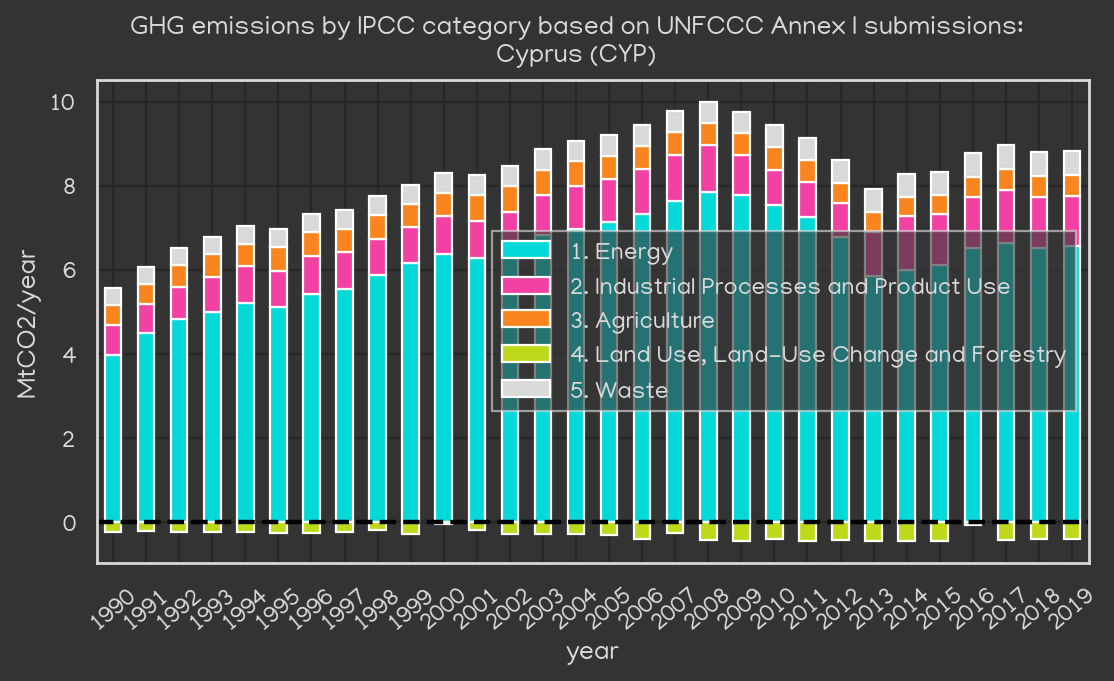 GHG emissions by IPCC category based on UNFCCC Annex I submissions:
Cyprus (CYP)
MtCO2/year
10
8
6
4
2
0
1. Energy
2. Industrial Processes and Product Use
3. Agriculture
4. Land Use, Land-Use Change and Forestry
5. Waste
1990 1991 1992 1993 1994 1995 1996 1997 1998 1999 2000 2001 2002 2003 2004 2005 2006 2007 2008 2009 2010 2011 2012 2013 2014 2015 2016 2017 2018 2019
year